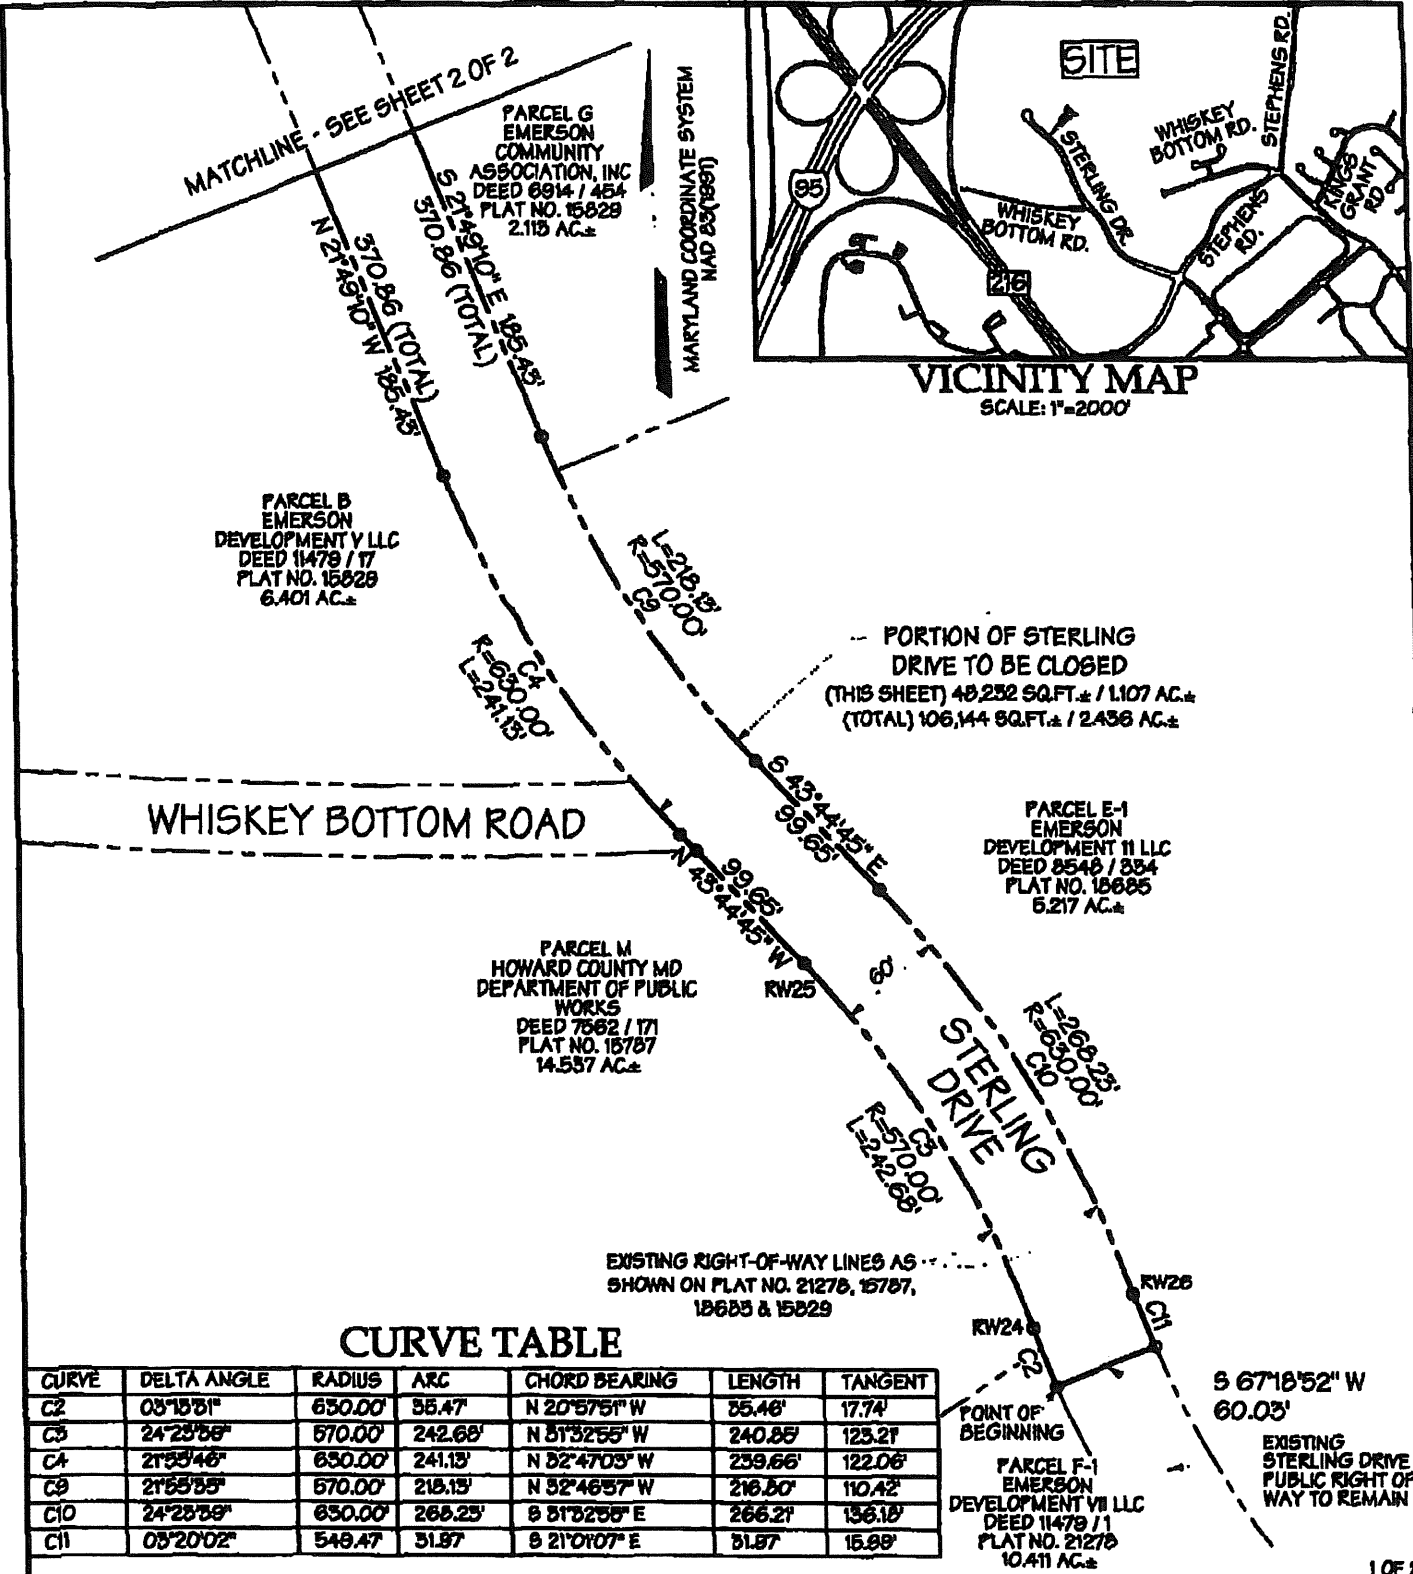 MATCHLINE - SEE SHEET 2 OF 2
PARCEL G
EMERSON
COMMUNITY
ASSOCIATION, INC
DEED 6914 / 454
PLAT NO. 15829
2.113 AC.±
MARYLAND COORDINATE SYSTEM
NAD 83(1991)
S 21°49'10" E 185.43'
370.86 (TOTAL)
370.86 (TOTAL)
N 21°49'10" W 185.43'
SITE
95
216
STERLING DR.
WHISKEY
BOTTOM RD.
WHISKEY
BOTTOM RD.
STEPHENS RD.
STEPHENS
RD.
KINGS
GRANT
RD
VICINITY MAP
SCALE: 1"=2000'
PARCEL B
EMERSON
DEVELOPMENT V LLC
DEED 11479 / 17
PLAT NO. 15829
6.401 AC.±
L=218.13'
R=570.00'
C9
C4
R=630.00'
L=241.13'
PORTION OF STERLING
DRIVE TO BE CLOSED
(THIS SHEET) 48,232 SQ.FT.± / 1.107 AC.±
(TOTAL) 106,144 SQ.FT.± / 2.436 AC.±
WHISKEY BOTTOM ROAD
S 43°44'45" E
99.65'
99.65'
N 43°44'45" W
PARCEL E-1
EMERSON
DEVELOPMENT 11 LLC
DEED 8548 / 334
PLAT NO. 18685
5.217 AC.±
PARCEL M
HOWARD COUNTY MD
DEPARTMENT OF PUBLIC
WORKS
DEED 7562 / 171
PLAT NO. 15787
14.537 AC.±
RW25
60'
STERLING
DRIVE
L=268.23'
R=630.00'
C10
C3
R=570.00'
L=242.68'
EXISTING RIGHT-OF-WAY LINES AS
SHOWN ON PLAT NO. 21278, 15787,
18685 & 15829
RW26
C11
RW24
C2
S 67°18'52" W
60.03'
POINT OF
BEGINNING
EXISTING
STERLING DRIVE
PUBLIC RIGHT OF
WAY TO REMAIN
PARCEL F-1
EMERSON
DEVELOPMENT VII LLC
DEED 11479 / 1
PLAT NO. 21278
10.411 AC.±
CURVE TABLE
CURVE DELTA ANGLE RADIUS ARC CHORD BEARING LENGTH TANGENT
C2 03°13'31" 630.00' 35.47' N 20°57'51" W 35.46' 17.74'
C3 24°23'39" 570.00' 242.68' N 31°32'55" W 240.85' 123.21'
C4 21°55'46" 630.00' 241.13' N 32°47'03" W 239.66' 122.06'
C9 21°55'35" 570.00' 218.13' N 32°46'57" W 216.80' 110.42'
C10 24°23'39" 630.00' 268.23' S 31°32'55" E 266.21' 136.18'
C11 03°20'02" 549.47 31.97' S 21°01'07" E 31.97' 15.99'
1 OF